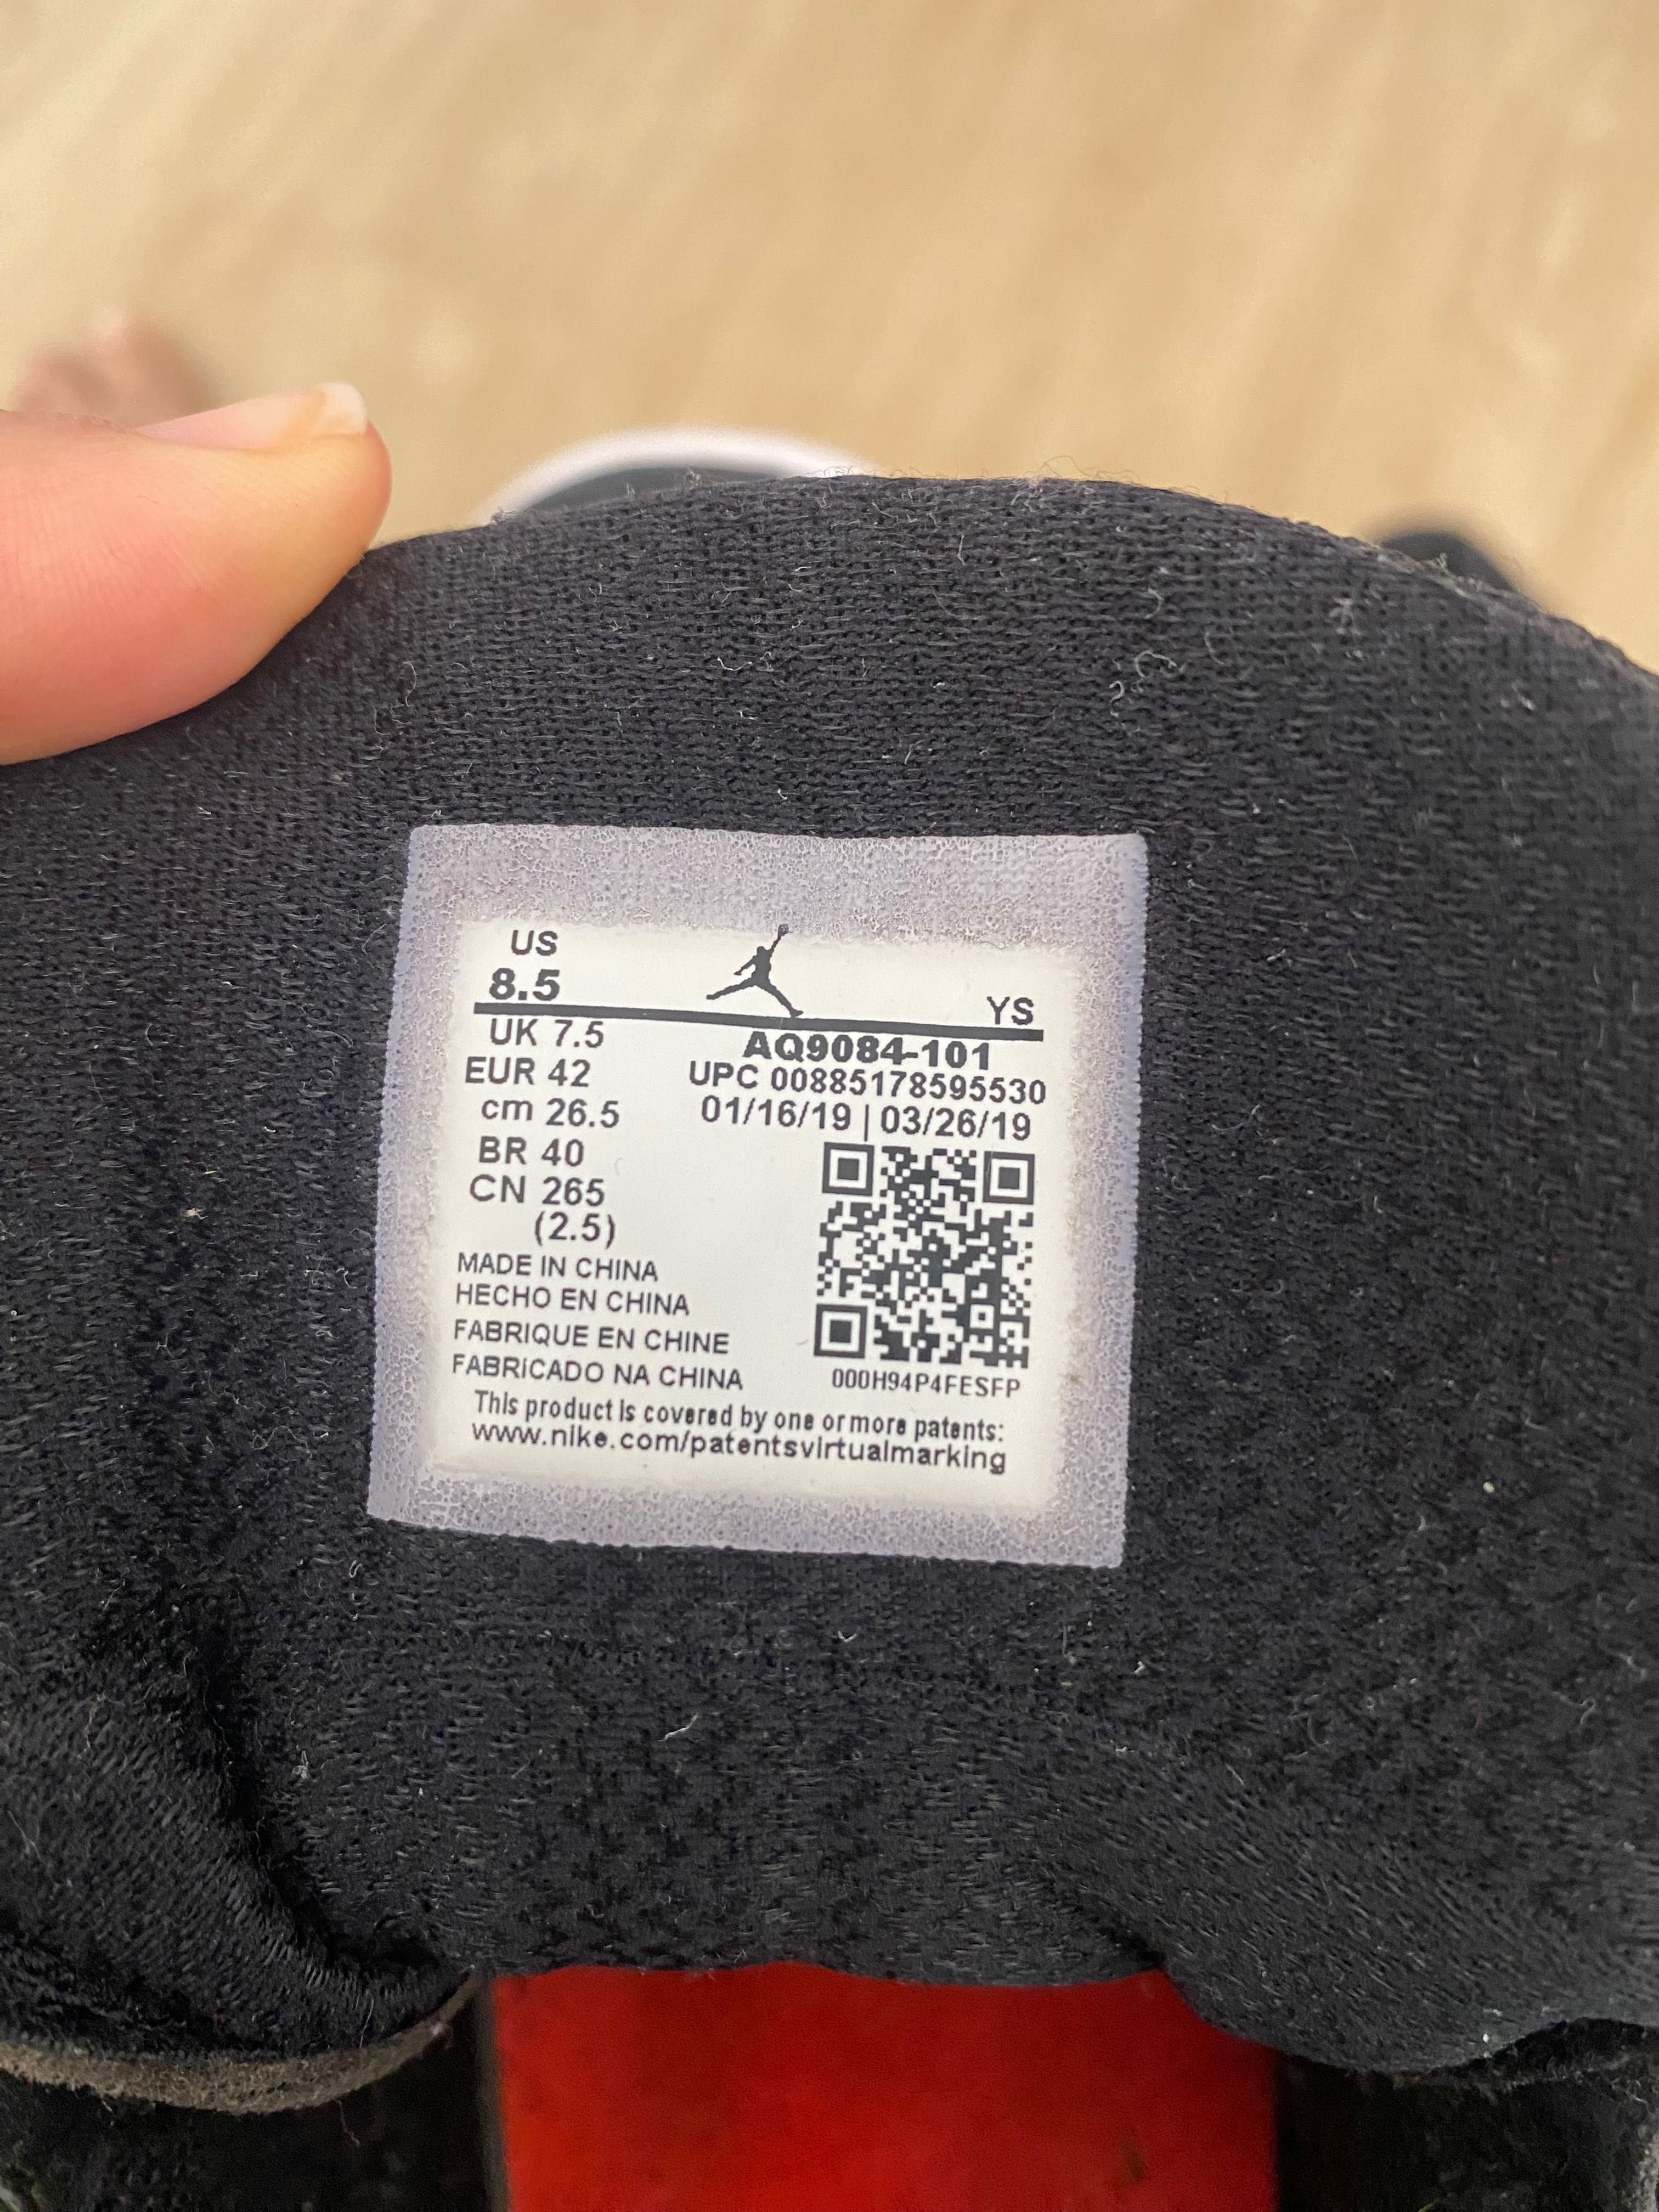 US
8.5
YS
UK 7.5
AQ9084-101
EUR 42
UPC 00885178595530
cm 26.5
01/16/19 | 03/26/19
BR 40
CN 265
(2.5)
MADE IN CHINA
HECHO EN CHINA
FABRIQUE EN CHINE
FABRICADO NA CHINA
000H94P4FESFP
This product is covered by one or more patents:
www.nike.com/patentsvirtualmarking